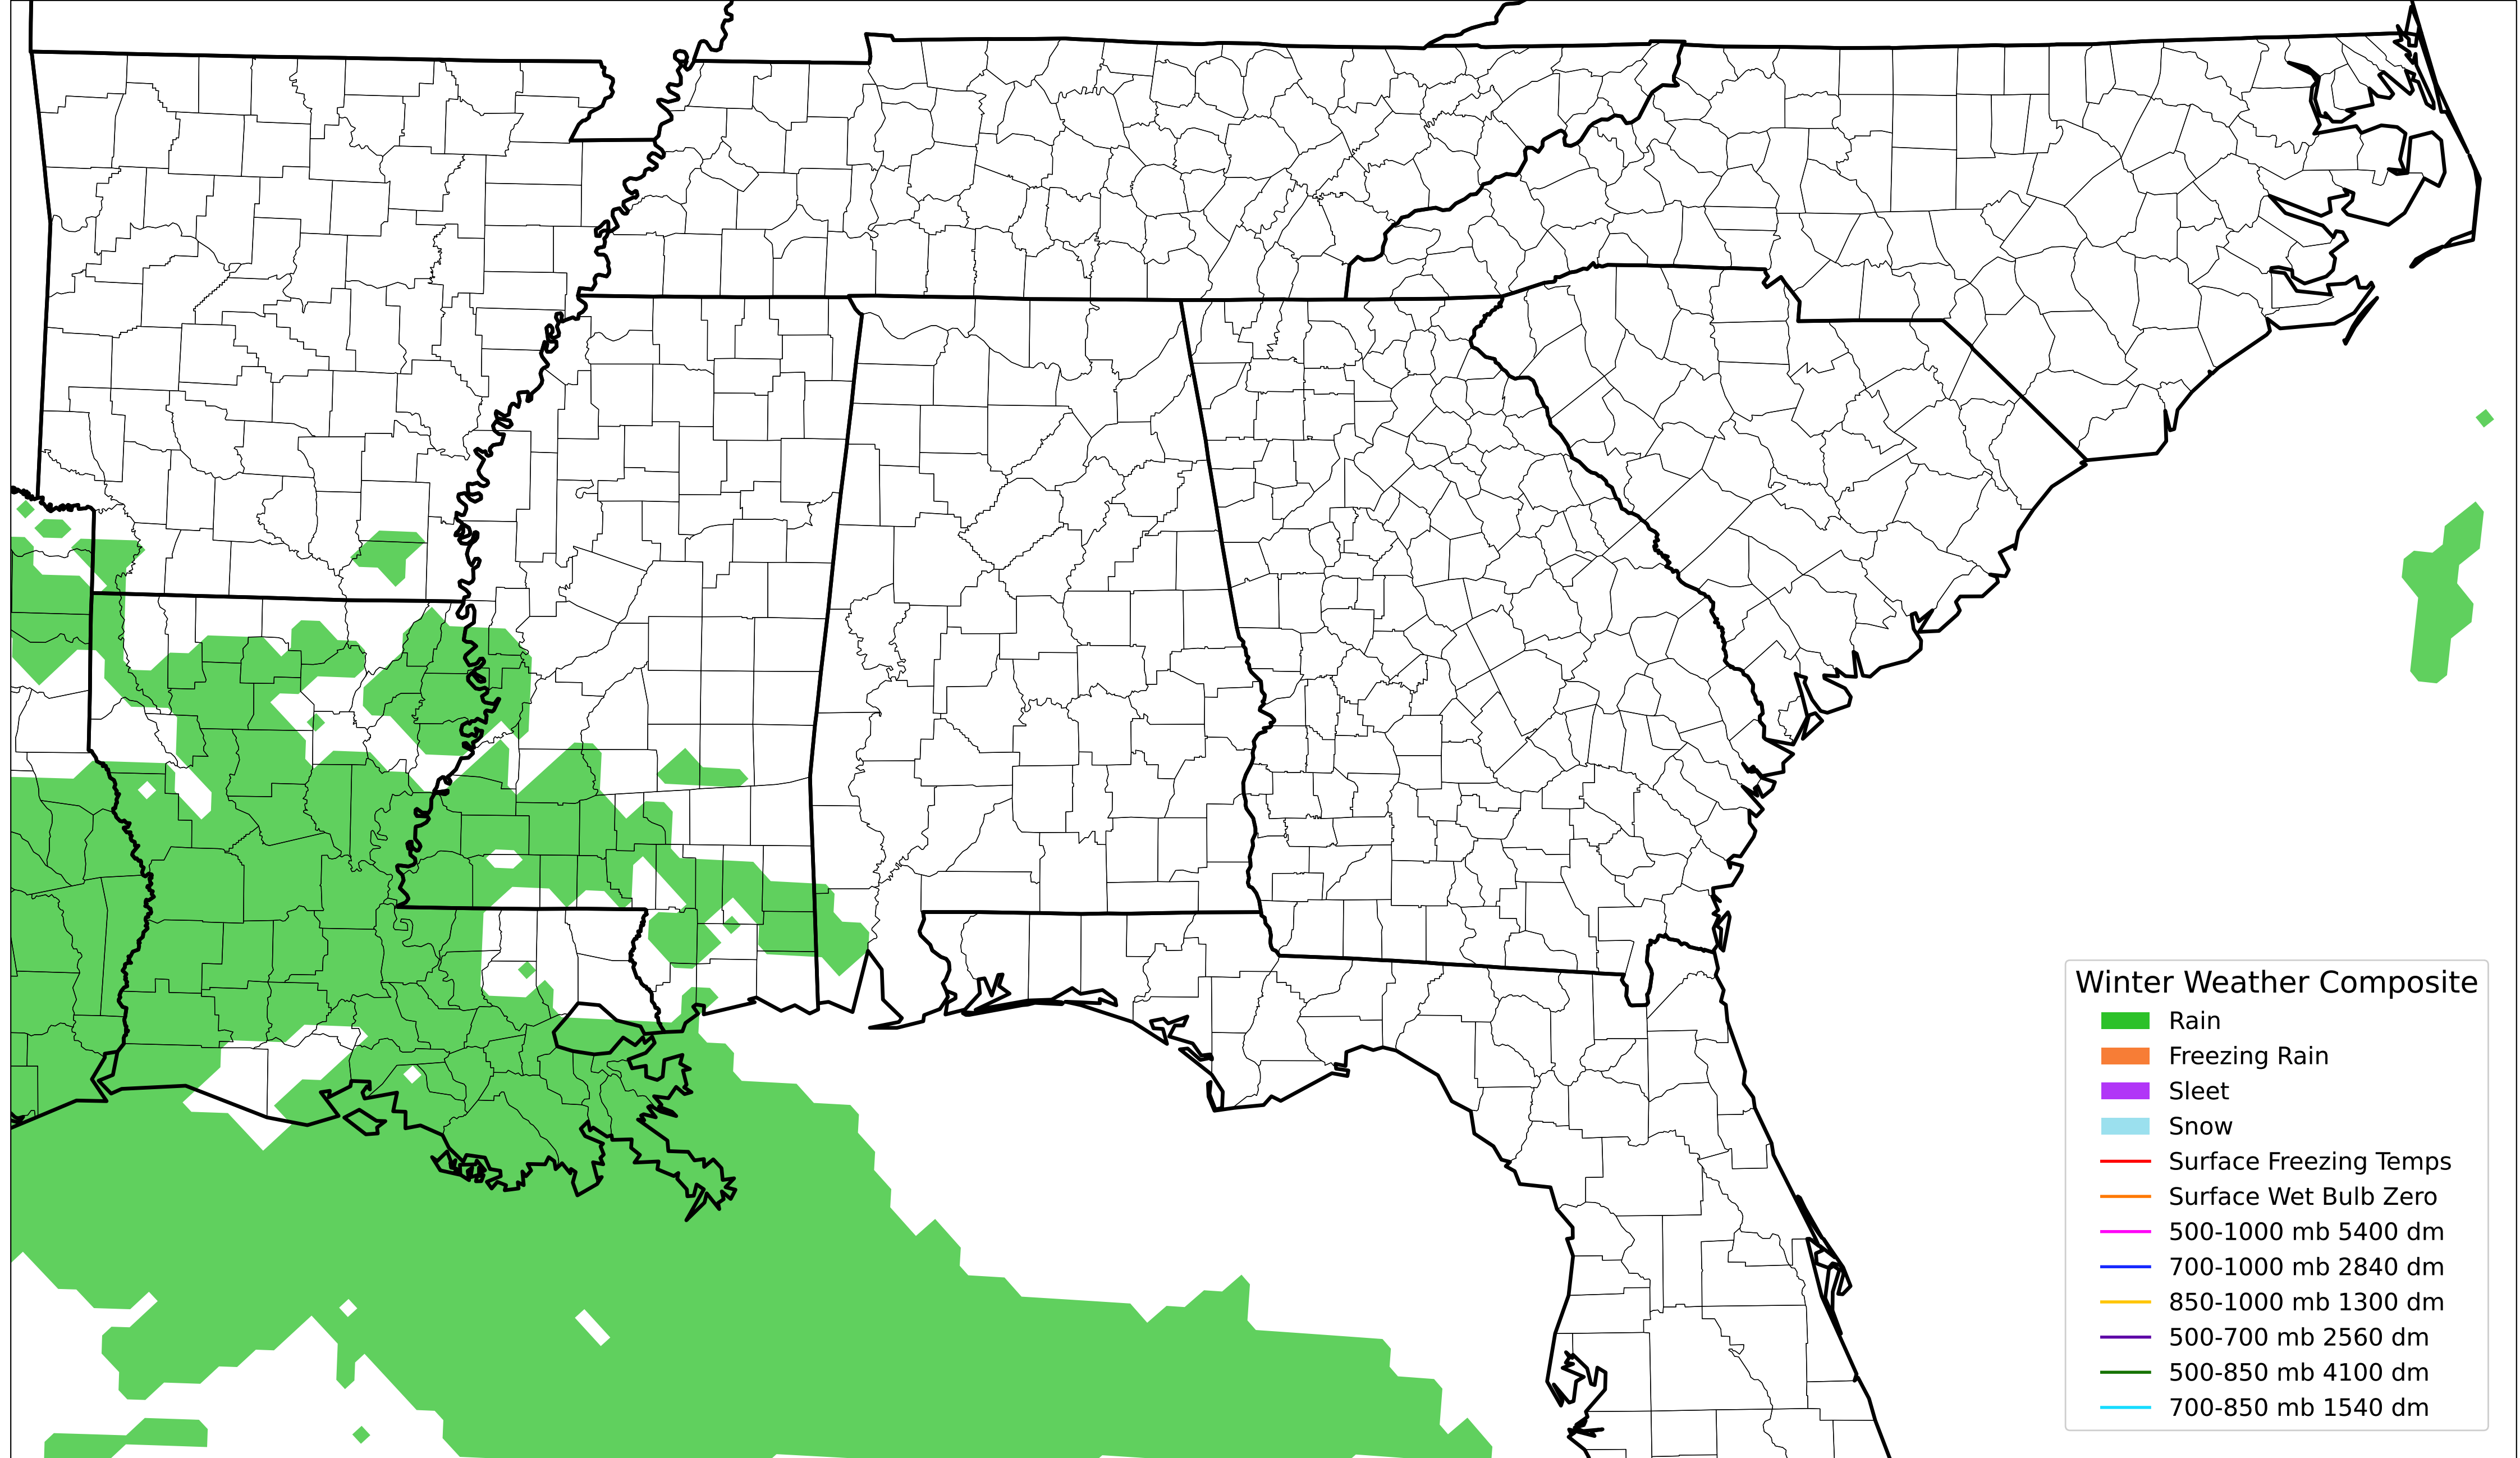 Winter Weather Composite
Rain
Freezing Rain
Sleet
Snow
Surface Freezing Temps
Surface Wet Bulb Zero
500-1000 mb 5400 dm
700-1000 mb 2840 dm
850-1000 mb 1300 dm
500-700 mb 2560 dm
500-850 mb 4100 dm
700-850 mb 1540 dm